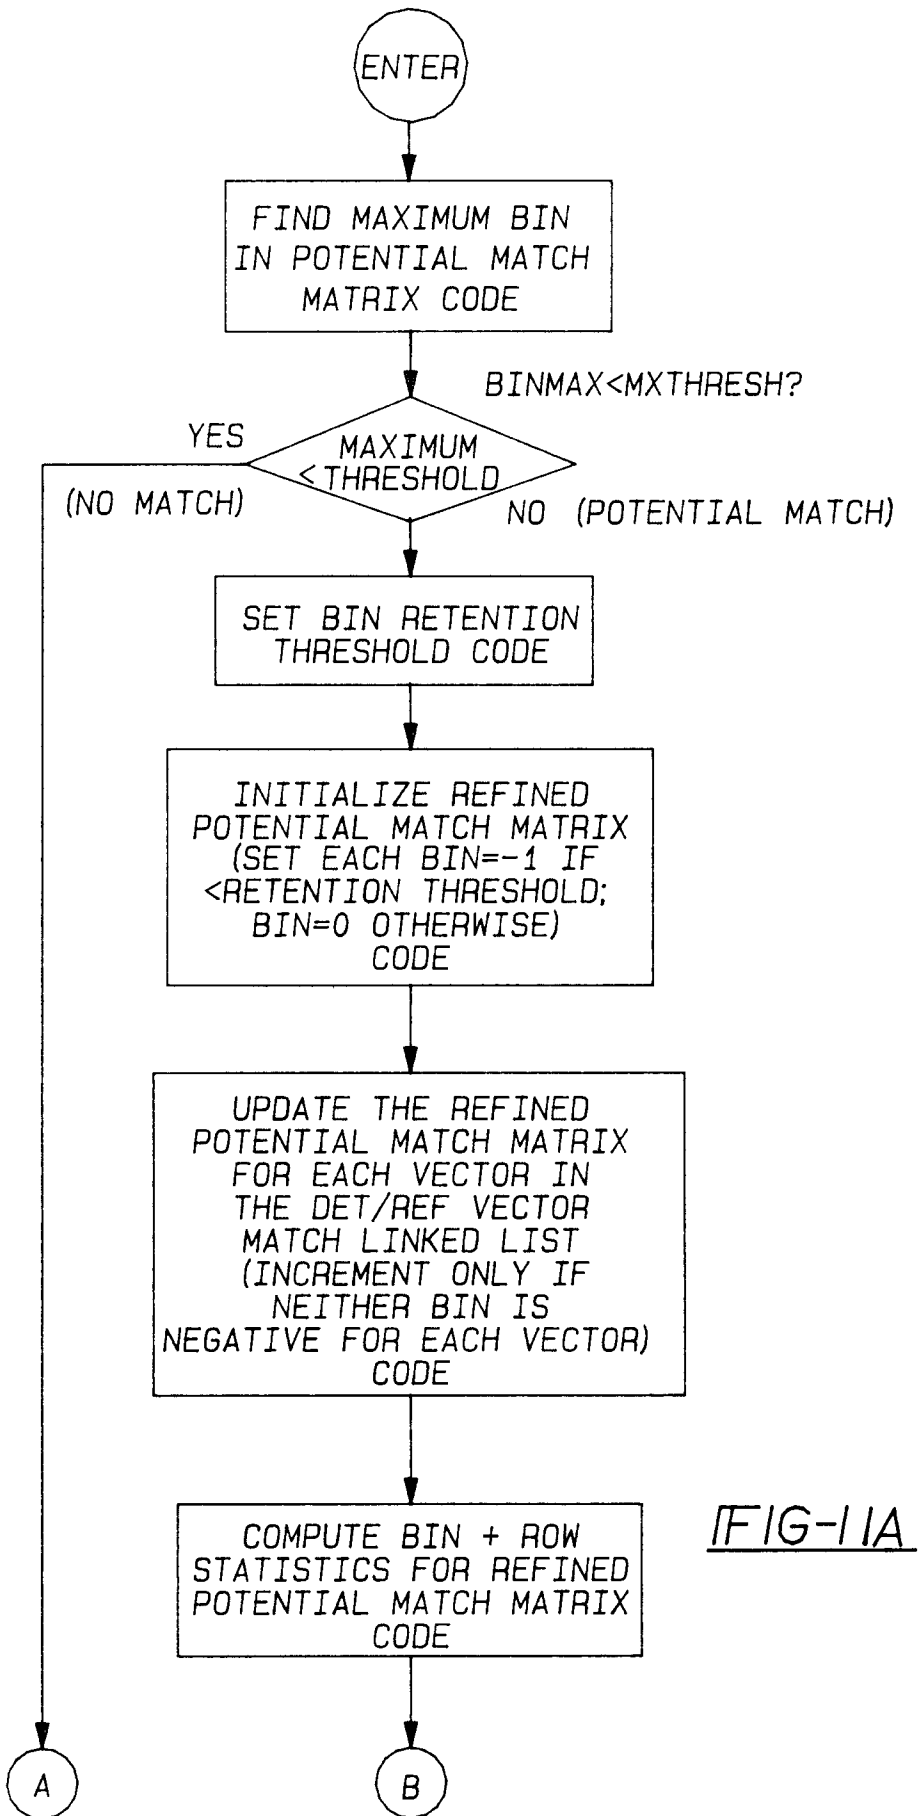 ENTER
FIND MAXIMUM BIN
IN POTENTIAL MATCH
MATRIX CODE
BINMAX<MXTHRESH?
YES
MAXIMUM
<THRESHOLD
(NO MATCH)
NO (POTENTIAL MATCH)
SET BIN RETENTION
THRESHOLD CODE
INITIALIZE REFINED
POTENTIAL MATCH MATRIX
(SET EACH BIN=-1 IF
<RETENTION THRESHOLD;
BIN=0 OTHERWISE)
CODE
UPDATE THE REFINED
POTENTIAL MATCH MATRIX
FOR EACH VECTOR IN
THE DET/REF VECTOR
MATCH LINKED LIST
(INCREMENT ONLY IF
NEITHER BIN IS
NEGATIVE FOR EACH VECTOR)
CODE
COMPUTE BIN + ROW
STATISTICS FOR REFINED
POTENTIAL MATCH MATRIX
CODE
FIG-11A
A
B